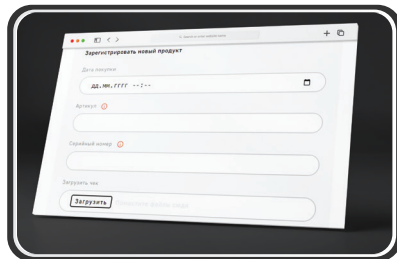 Зарегистрировать новый продукт
Дата покупки
дд.мм.гггг --:--
Артикул
Серийный номер
Загрузить чек
Загрузить